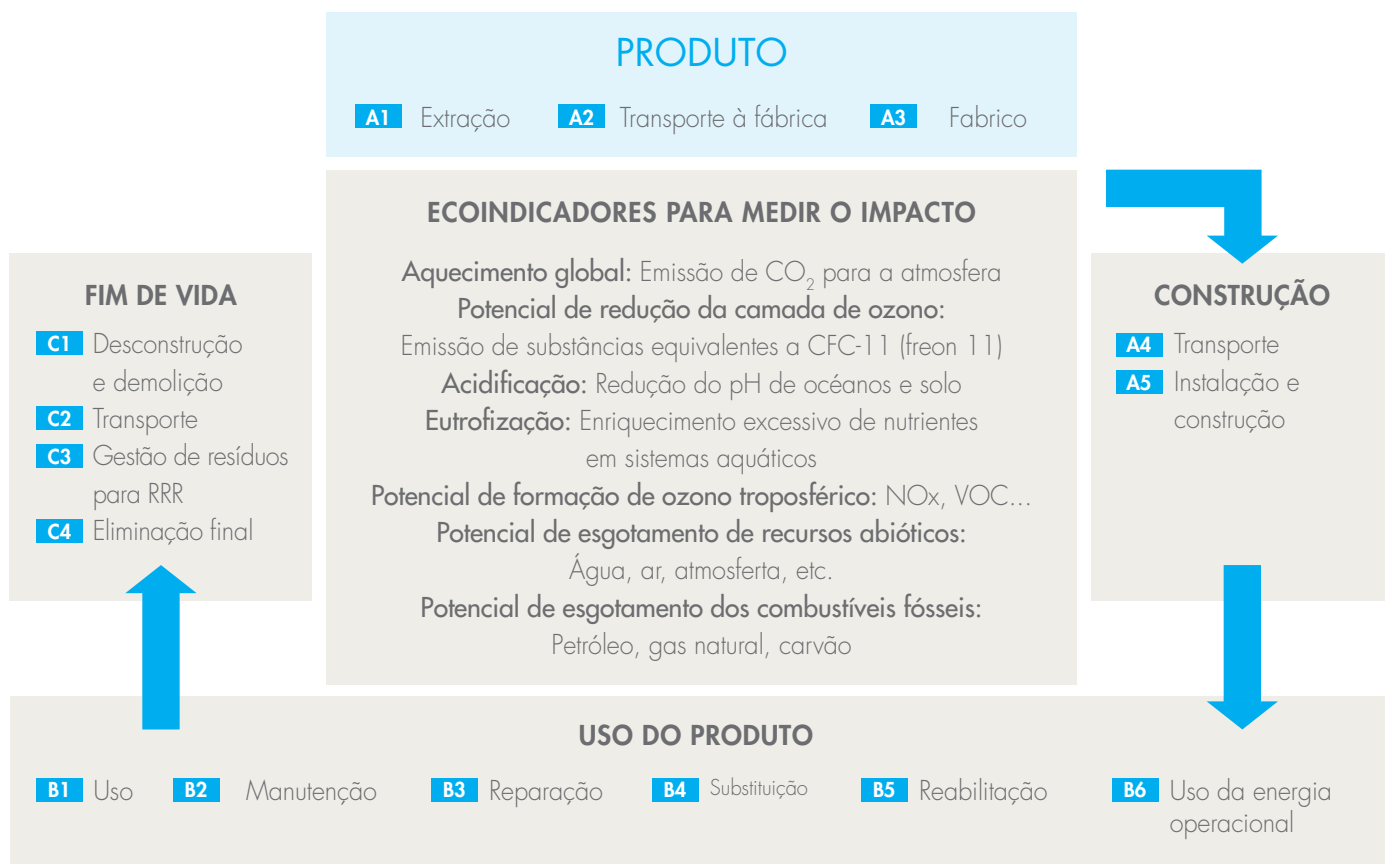 PRODUTO
A1 Extração A2 Transporte à fábrica A3 Fabrico
ECOINDICADORES PARA MEDIR O IMPACTO
Aquecimento global: Emissão de CO₂ para a atmosfera
Potencial de redução da camada de ozono:
Emissão de substâncias equivalentes a CFC-11 (freon 11)
Acidificação: Redução do pH de océanos e solo
Eutrofização: Enriquecimento excessivo de nutrientes
em sistemas aquáticos
Potencial de formação de ozono troposférico: NOx, VOC...
Potencial de esgotamento de recursos abióticos:
Água, ar, atmosferta, etc.
Potencial de esgotamento dos combustíveis fósseis:
Petróleo, gas natural, carvão
CONSTRUÇÃO
A4 Transporte
A5 Instalação e
construção
USO DO PRODUTO
B1 Uso B2 Manutenção B3 Reparação B4 Substituição B5 Reabilitação B6 Uso da energia
operacional
FIM DE VIDA
C1 Desconstrução
e demolição
C2 Transporte
C3 Gestão de resíduos
para RRR
C4 Eliminação final